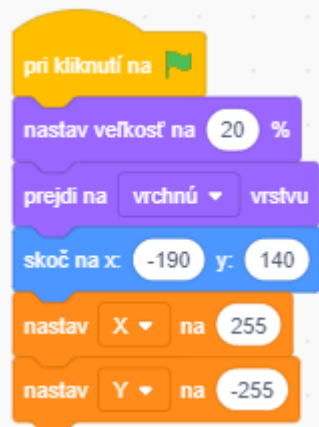 pri kliknutí na
nastav veľkosť na 20 %
prejdi na vrchnú vrstvu
skoč na x: -190 y: 140
nastav X na 255
nastav Y na -255